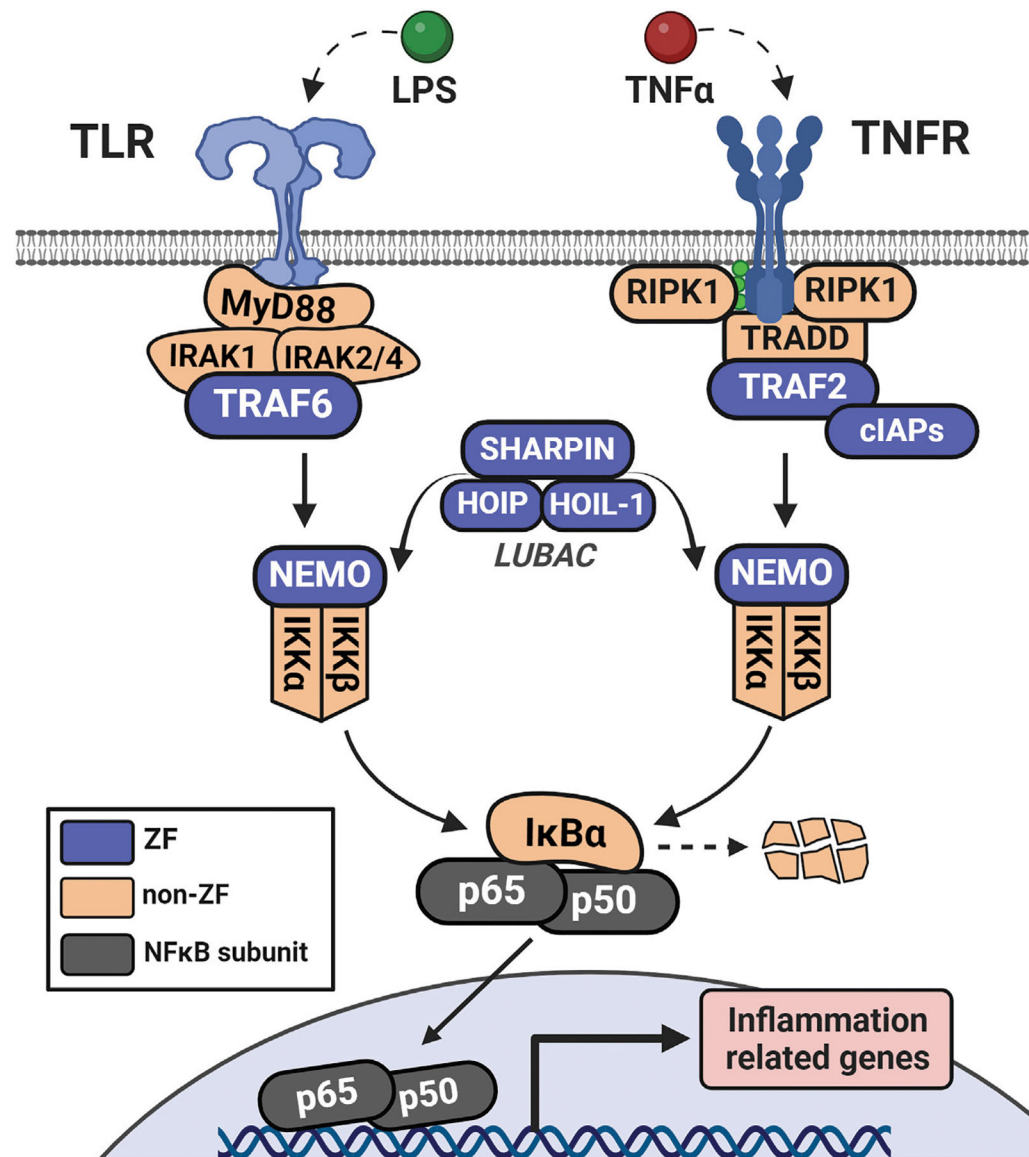 LPS
TNFα
TLR
TNFR
MyD88
IRAK1
IRAK2/4
TRAF6
RIPK1
RIPK1
TRADD
TRAF2
cIAPs
SHARPIN
HOIP
HOIL-1
LUBAC
NEMO
IKKα
IKKβ
NEMO
IKKα
IKKβ
IκBα
p65
p50
ZF
non-ZF
NFκB subunit
Inflammation
related genes
p65
p50